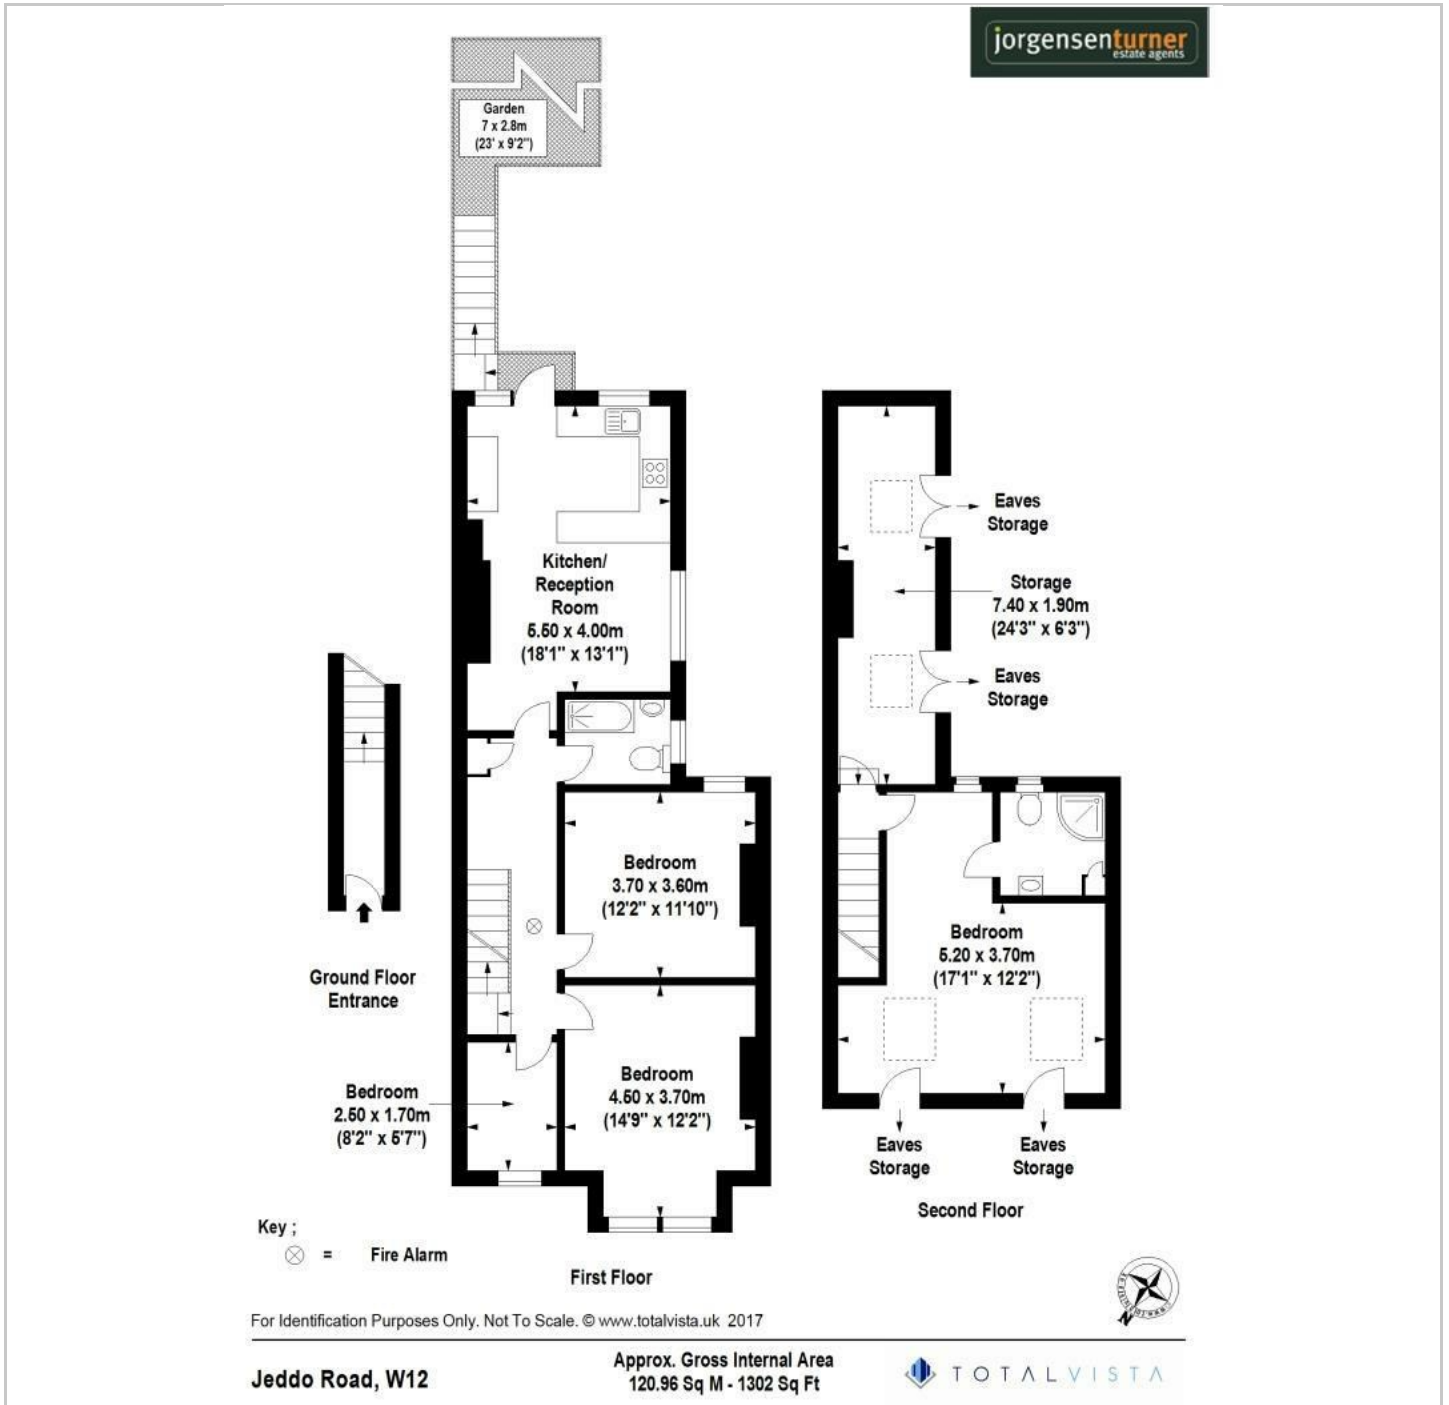 jorgensenturner
estate agents
Garden
7 x 2.8m
(23' x 9'2")
Kitchen/
Reception
Room
5.50 x 4.00m
(18'1" x 13'1")
Eaves
Storage
Storage
7.40 x 1.90m
(24'3" x 6'3")
Eaves
Storage
Bedroom
3.70 x 3.60m
(12'2" x 11'10")
Bedroom
5.20 x 3.70m
(17'1" x 12'2")
Ground Floor
Entrance
Bedroom
4.50 x 3.70m
(14'9" x 12'2")
Bedroom
2.50 x 1.70m
(8'2" x 5'7")
Eaves
Storage
Eaves
Storage
Second Floor
Key ;
= Fire Alarm
First Floor
N
For Identification Purposes Only. Not To Scale. © www.totalvista.uk 2017
Jeddo Road, W12
Approx. Gross Internal Area
120.96 Sq M - 1302 Sq Ft
TOTALVISTA